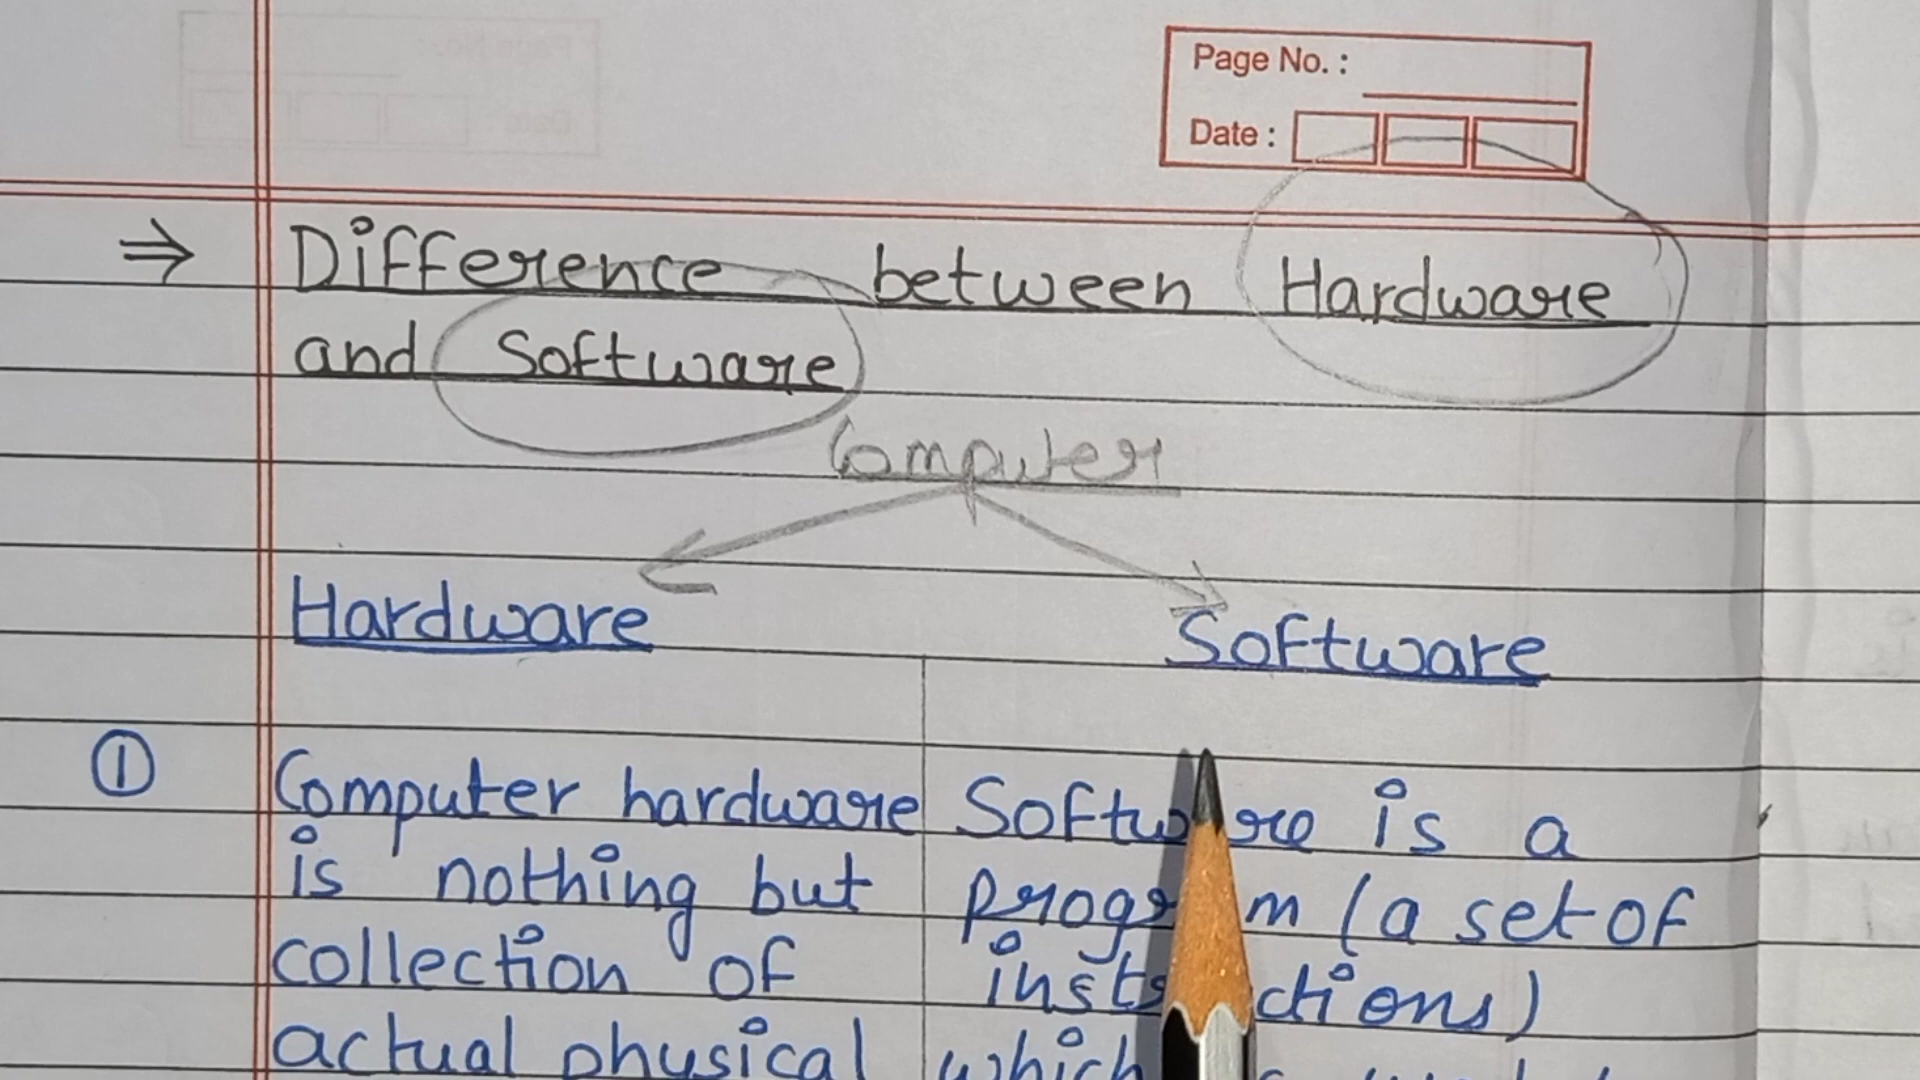 Page No. :
Date :
⇒ Difference between Hardware
and Software
Computer
Hardware
Software
① Computer hardware
is nothing but
collection of
actual physical
Software is a
program (a set of
instructions)
which